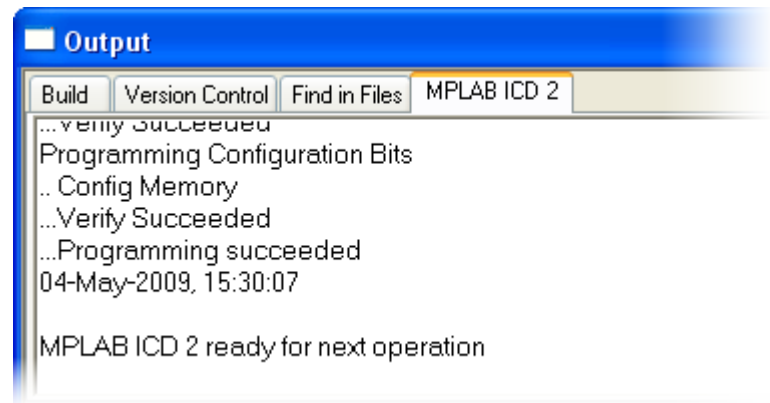 Output
Build Version Control Find in Files MPLAB ICD 2
...Verify Succeeded
Programming Configuration Bits
.. Config Memory
...Verify Succeeded
...Programming succeeded
04-May-2009, 15:30:07
MPLAB ICD 2 ready for next operation